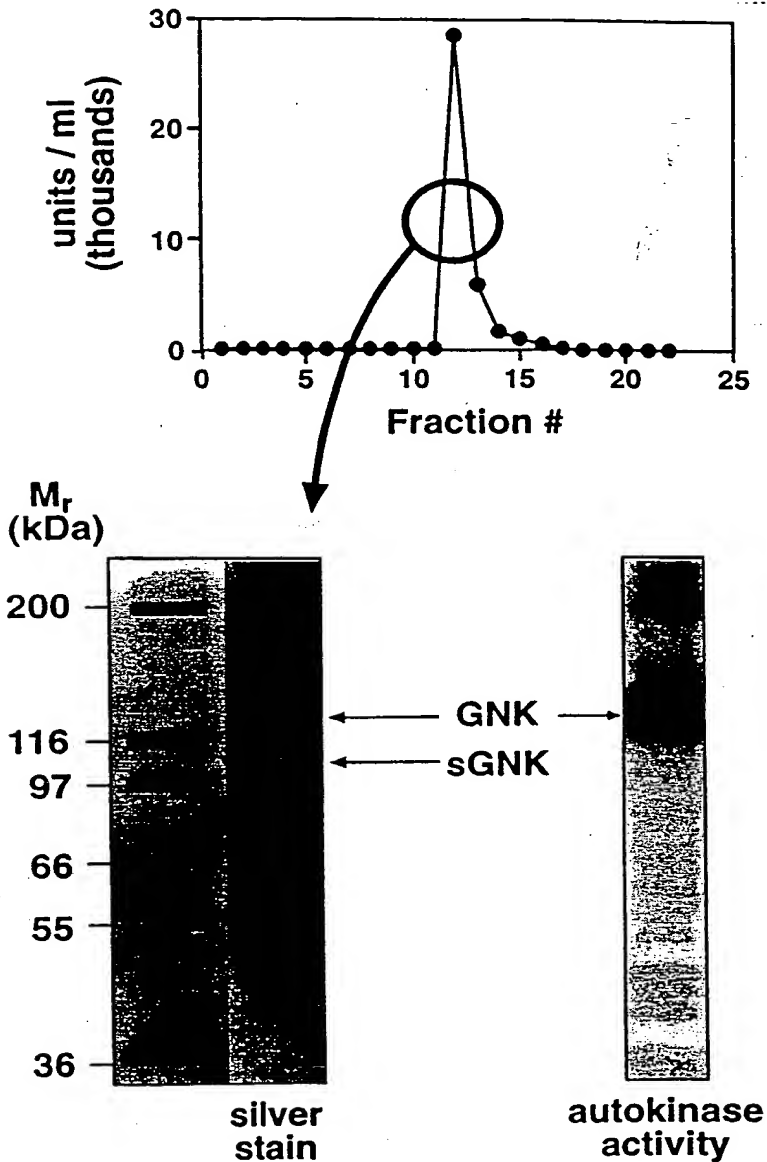 30
20
10
0
units / ml
(thousands)
0 5 10 15 20 25
Fraction #
Mr
(kDa)
200
116
97
66
55
36
GNK
sGNK
silver
stain
autokinase
activity